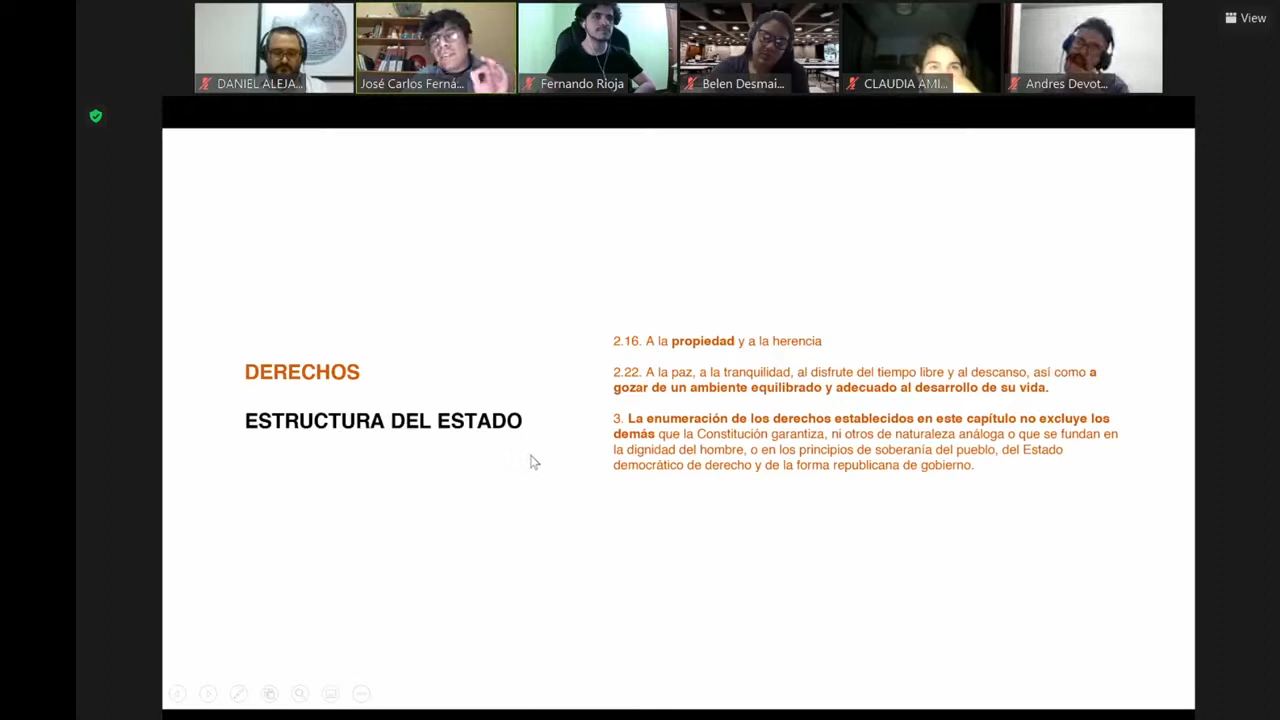 View
DANIEL ALEJA...
José Carlos Ferná...
Fernando Rioja
Belen Desmai...
CLAUDIA AMI...
Andres Devot...
DERECHOS
ESTRUCTURA DEL ESTADO
2.16. A la propiedad y a la herencia
2.22. A la paz, a la tranquilidad, al disfrute del tiempo libre y al descanso, así como a
gozar de un ambiente equilibrado y adecuado al desarrollo de su vida.
3. La enumeración de los derechos establecidos en este capítulo no excluye los
demás que la Constitución garantiza, ni otros de naturaleza análoga o que se fundan en
la dignidad del hombre, o en los principios de soberanía del pueblo, del Estado
democrático de derecho y de la forma republicana de gobierno.